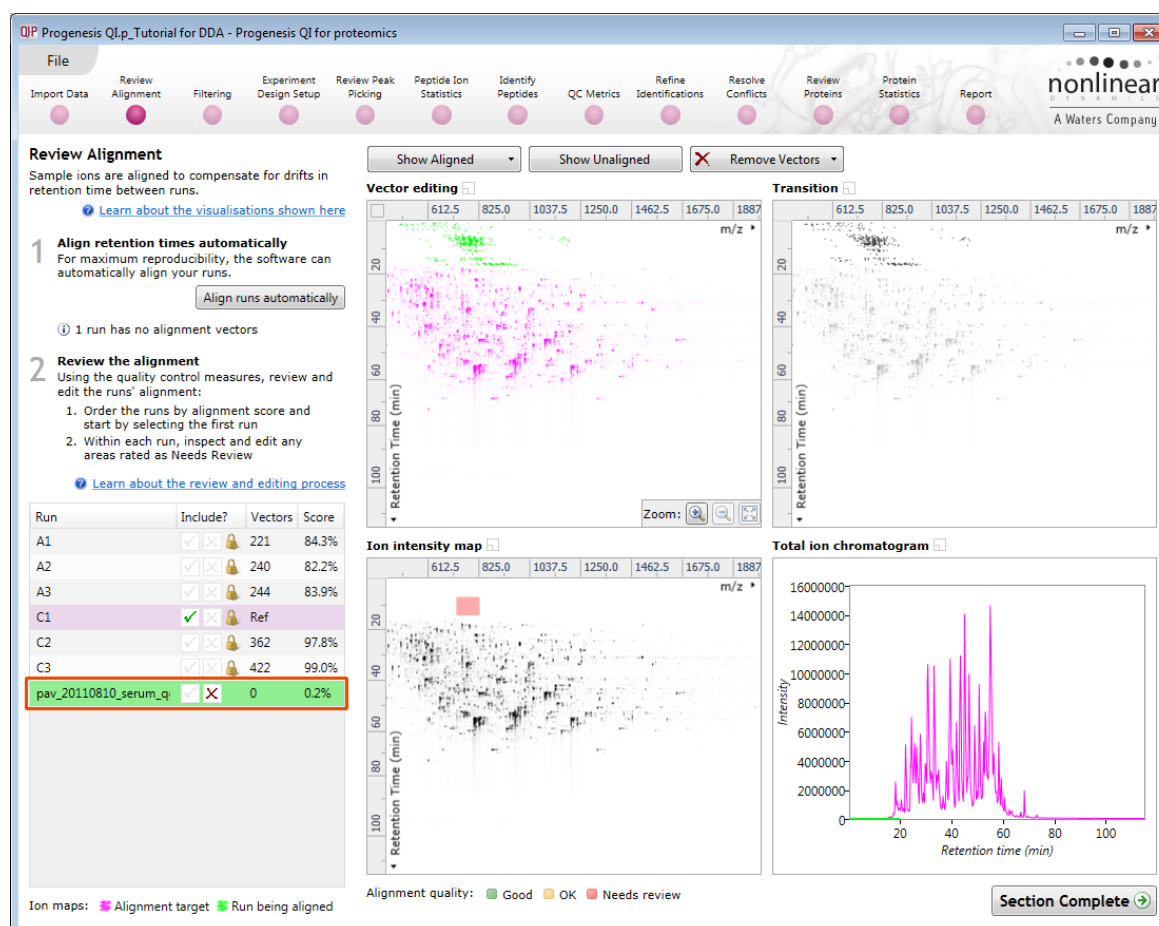 QIP Progenesis QI.p_Tutorial for DDA - Progenesis QI for proteomics
File
Import Data
Review Alignment
Filtering
Experiment Design Setup
Review Peak Picking
Peptide Ion Statistics
Identify Peptides
QC Metrics
Refine Identifications
Resolve Conflicts
Review Proteins
Protein Statistics
Report
nonlinear
DYNAMICS
A Waters Company
Review Alignment
Sample ions are aligned to compensate for drifts in
retention time between runs.
Learn about the visualisations shown here
1 Align retention times automatically
For maximum reproducibility, the software can
automatically align your runs.
Align runs automatically
1 run has no alignment vectors
2 Review the alignment
Using the quality control measures, review and
edit the runs' alignment:
1. Order the runs by alignment score and
start by selecting the first run
2. Within each run, inspect and edit any
areas rated as Needs Review
Learn about the review and editing process
Run Include? Vectors Score
A1 221 84.3%
A2 240 82.2%
A3 244 83.9%
C1 Ref
C2 362 97.8%
C3 422 99.0%
pav_20110810_serum_q 0 0.2%
Ion maps: Alignment target Run being aligned
Show Aligned Show Unaligned Remove Vectors
Vector editing
612.5 825.0 1037.5 1250.0 1462.5 1675.0 1887
m/z
20
40
60
80
100
Retention Time (min)
Zoom:
Transition
612.5 825.0 1037.5 1250.0 1462.5 1675.0 1887
m/z
20
40
60
80
100
Retention Time (min)
Ion intensity map
612.5 825.0 1037.5 1250.0 1462.5 1675.0 1887
m/z
20
40
60
80
100
Retention Time (min)
Alignment quality: Good OK Needs review
Total ion chromatogram
16000000
14000000
12000000
10000000
8000000
6000000
4000000
2000000
0
Intensity
20 40 60 80 100
Retention time (min)
Section Complete